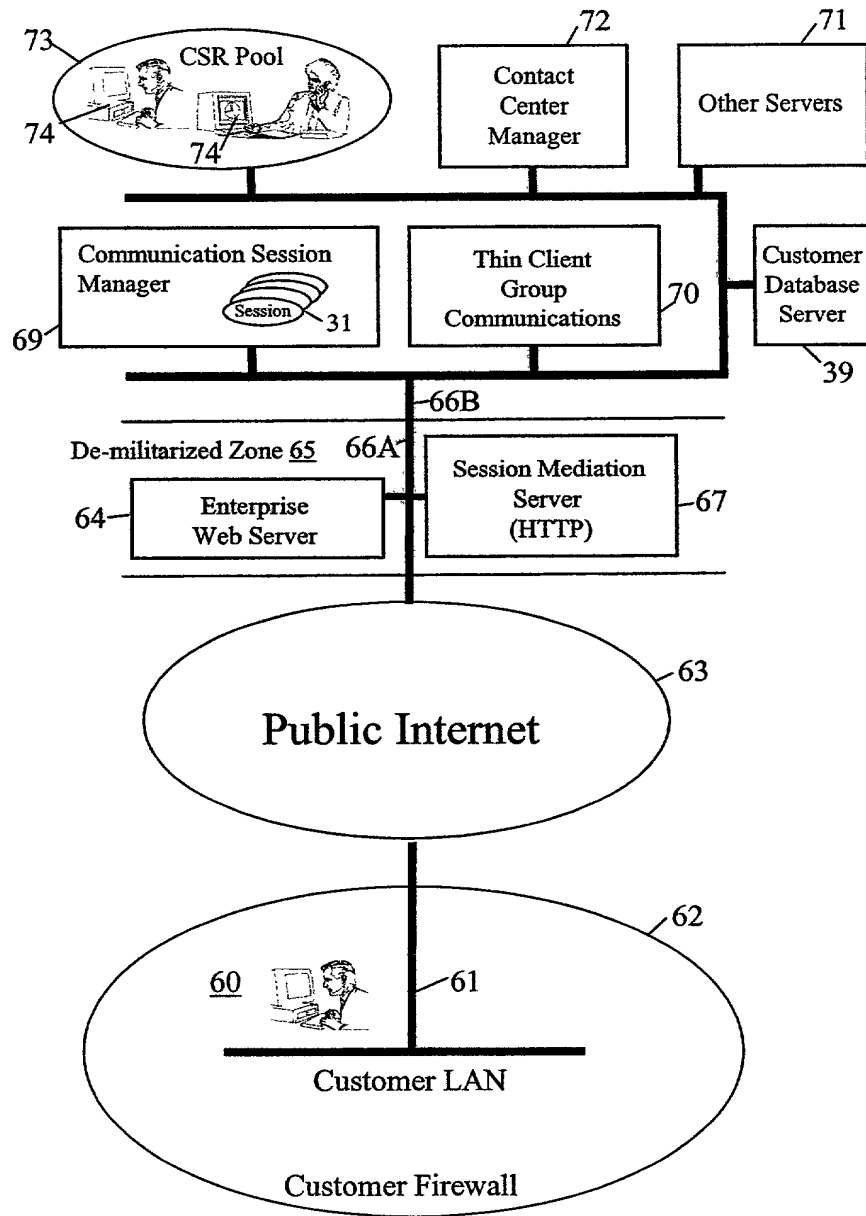 73
CSR Pool
74
74
72
Contact
Center
Manager
71
Other Servers
Communication Session
Manager
Session
31
69
Thin Client
Group
Communications
70
Customer
Database
Server
39
66B
De-militarized Zone 65
66A
64
Enterprise
Web Server
Session Mediation
Server
(HTTP)
67
63
Public Internet
62
60
61
Customer LAN
Customer Firewall